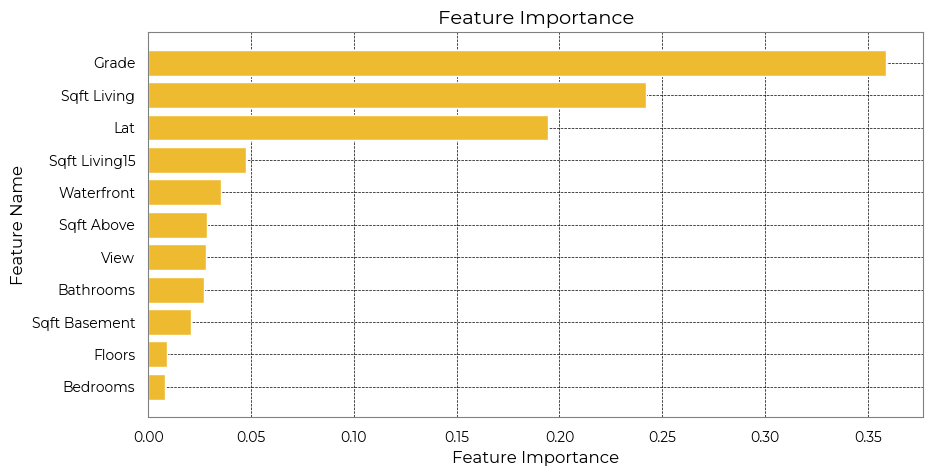 Feature Importance
Feature Name
Grade
Sqft Living
Lat
Sqft Living15
Waterfront
Sqft Above
View
Bathrooms
Sqft Basement
Floors
Bedrooms
0.00 0.05 0.10 0.15 0.20 0.25 0.30 0.35
Feature Importance